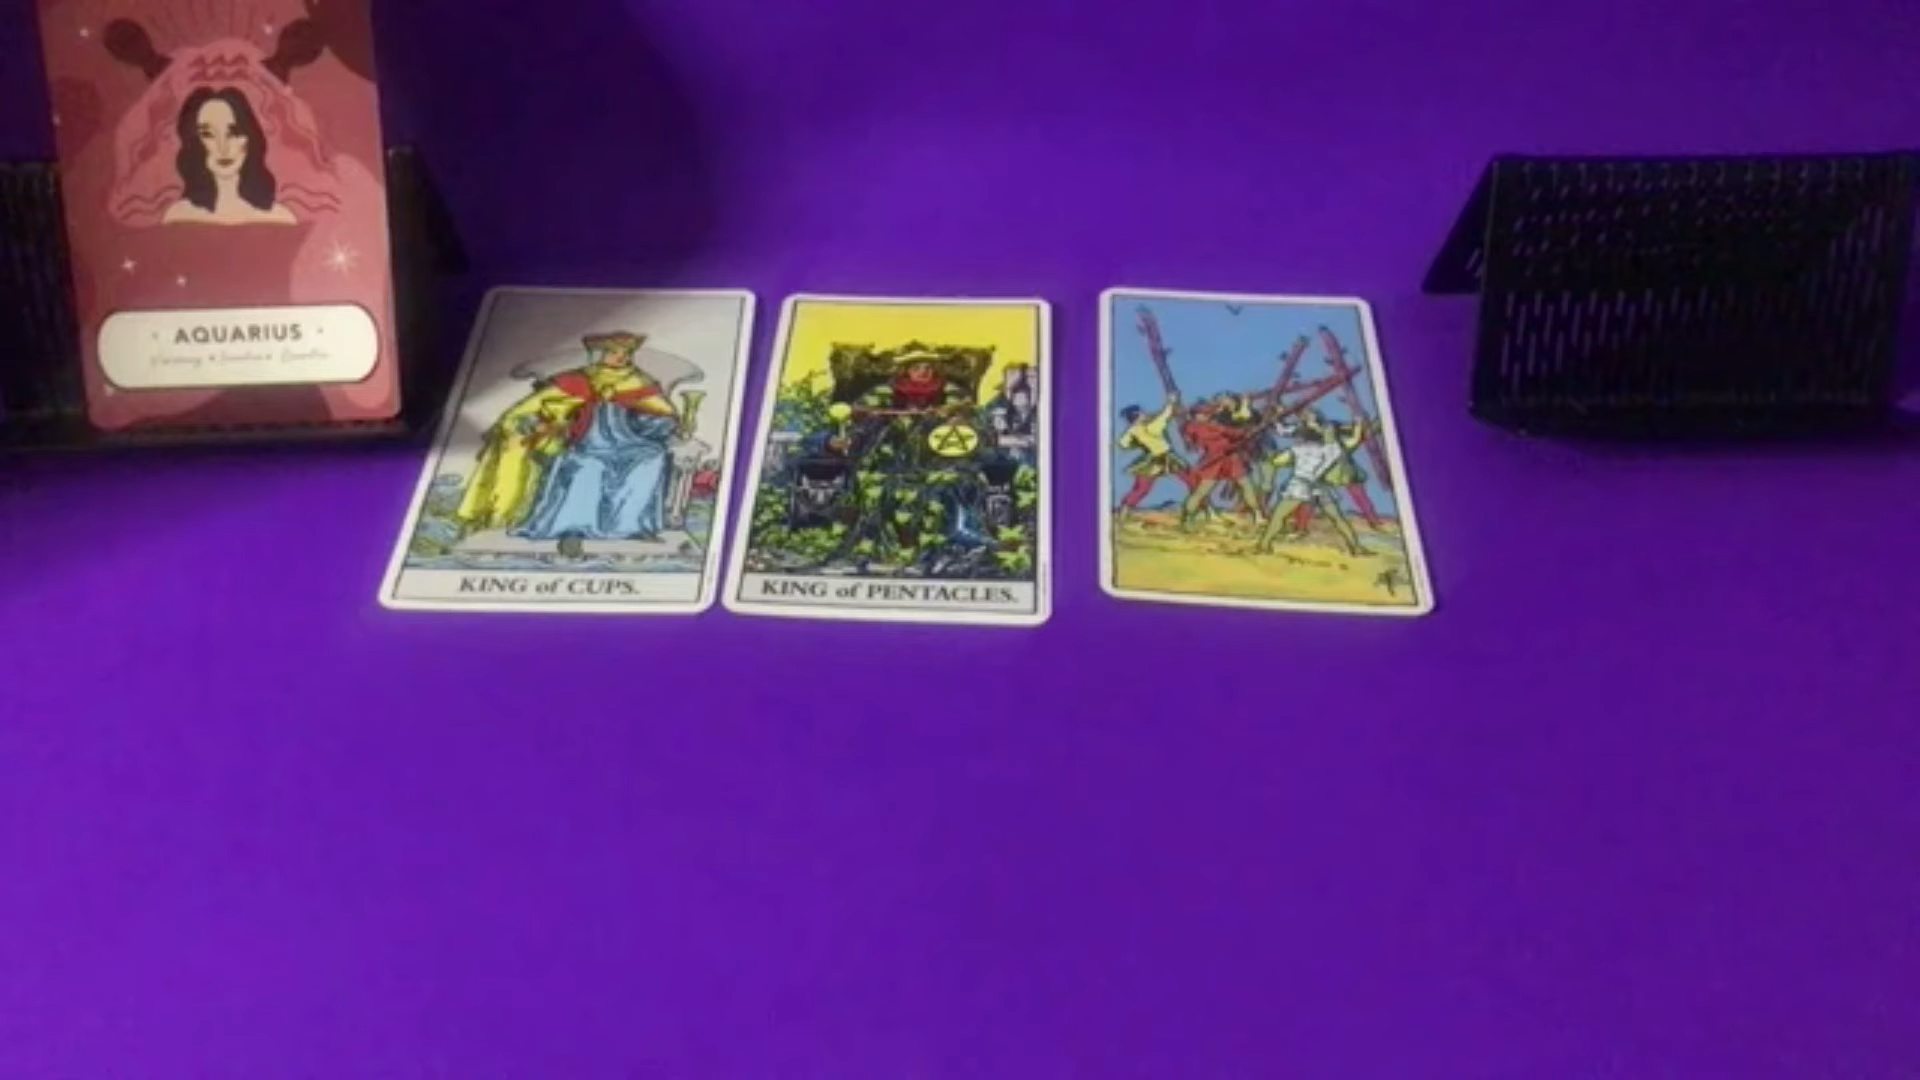 AQUARIUS
KING of CUPS.
KING of PENTACLES.
V